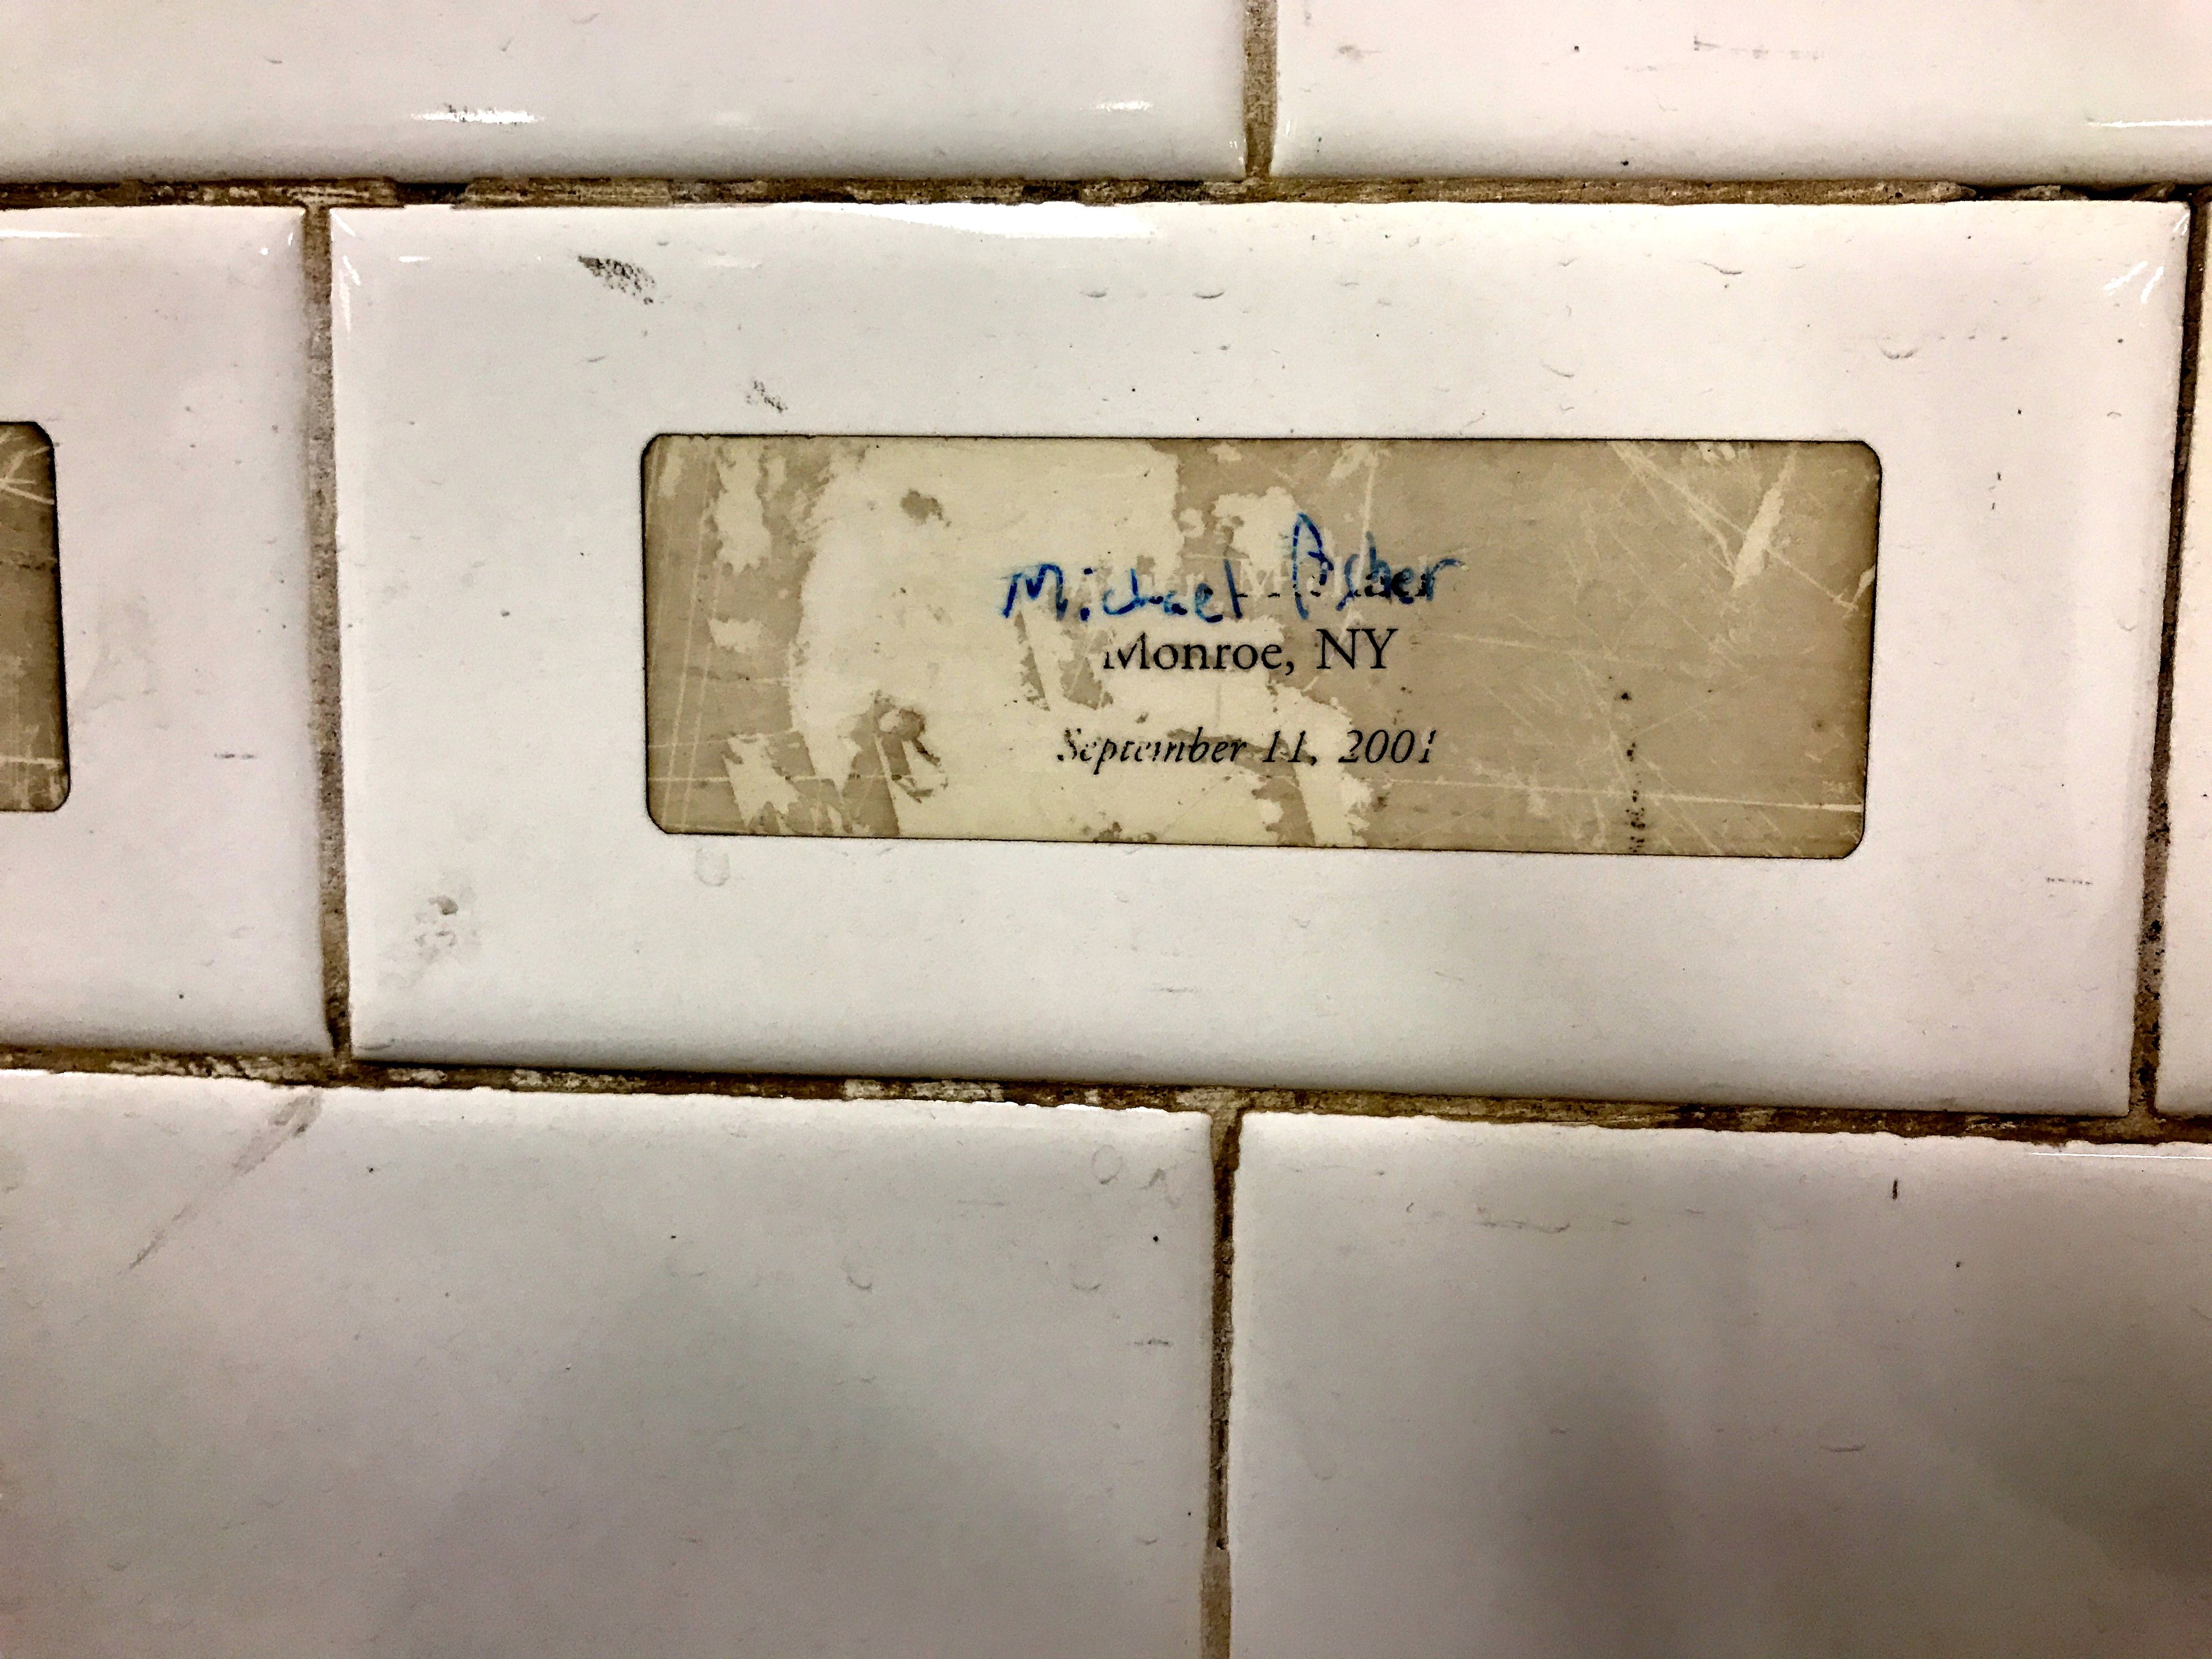 Michael Asher
Monroe, NY
September 11, 2001